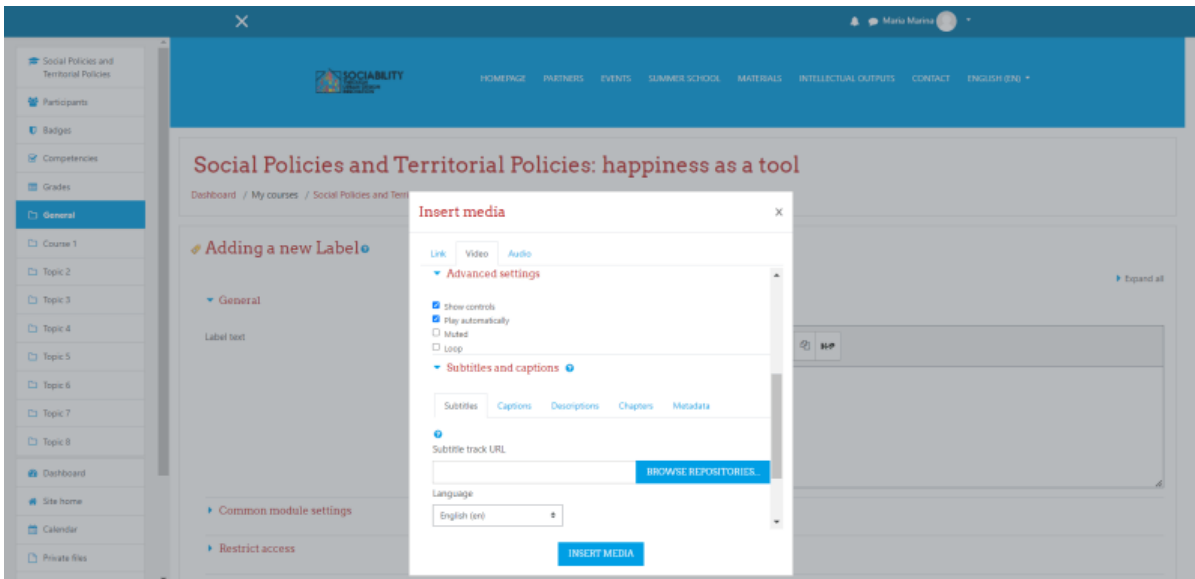 Maria Marina
Social Policies and
Territorial Policies
Participants
Badges
Competencies
Grades
General
Course 1
Topic 2
Topic 3
Topic 4
Topic 5
Topic 6
Topic 7
Topic 8
Dashboard
Site home
Calendar
Private files
SOCIABILITY
HOMEPAGE PARTNERS EVENTS SUMMER SCHOOL MATERIALS INTELLECTUAL OUTPUTS CONTACT ENGLISH (EN)
Social Policies and Territorial Policies: happiness as a tool
Dashboard / My courses / Social Policies and Terri
Adding a new Label
Expand all
General
Label text
Common module settings
Restrict access
Insert media
X
Link Video Audio
Advanced settings
Show controls
Play automatically
Muted
Loop
Subtitles and captions
Subtitles Captions Descriptions Chapters Metadata
Subtitle track URL
BROWSE REPOSITORIES...
Language
English (en)
INSERT MEDIA
H-P